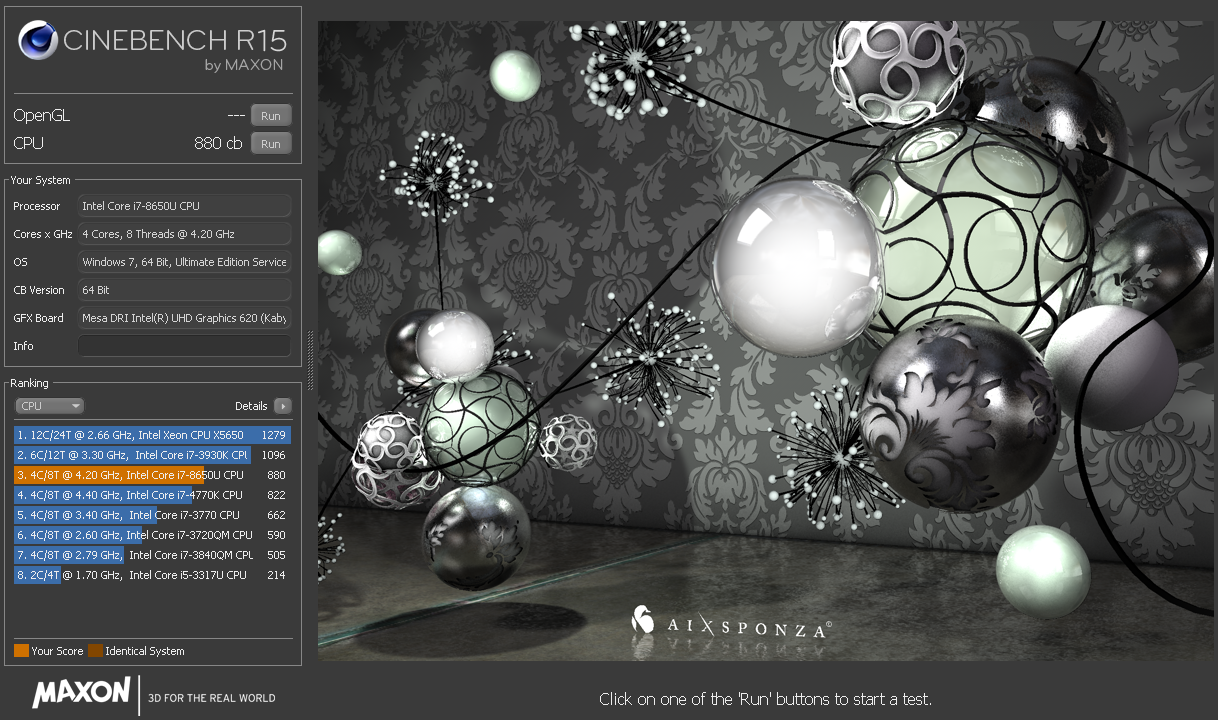 CINEBENCH R15
by MAXON
OpenGL --- Run
CPU 880 cb Run
Your System
Processor Intel Core i7-8650U CPU
Cores x GHz 4 Cores, 8 Threads @ 4.20 GHz
OS Windows 7, 64 Bit, Ultimate Edition Service
CB Version 64 Bit
GFX Board Mesa DRI Intel(R) UHD Graphics 620 (Kaby
Info
Ranking
CPU Details
1. 12C/24T @ 2.66 GHz, Intel Xeon CPU X5650 1279
2. 6C/12T @ 3.30 GHz, Intel Core i7-3930K CPU 1096
3. 4C/8T @ 4.20 GHz, Intel Core i7-8650U CPU 880
4. 4C/8T @ 4.40 GHz, Intel Core i7-4770K CPU 822
5. 4C/8T @ 3.40 GHz, Intel Core i7-3770 CPU 662
6. 4C/8T @ 2.60 GHz, Intel Core i7-3720QM CPU 590
7. 4C/8T @ 2.79 GHz, Intel Core i7-3840QM CPU 505
8. 2C/4T @ 1.70 GHz, Intel Core i5-3317U CPU 214
Your Score Identical System
MAXON 3D FOR THE REAL WORLD
AIXSPONZA®
Click on one of the 'Run' buttons to start a test.